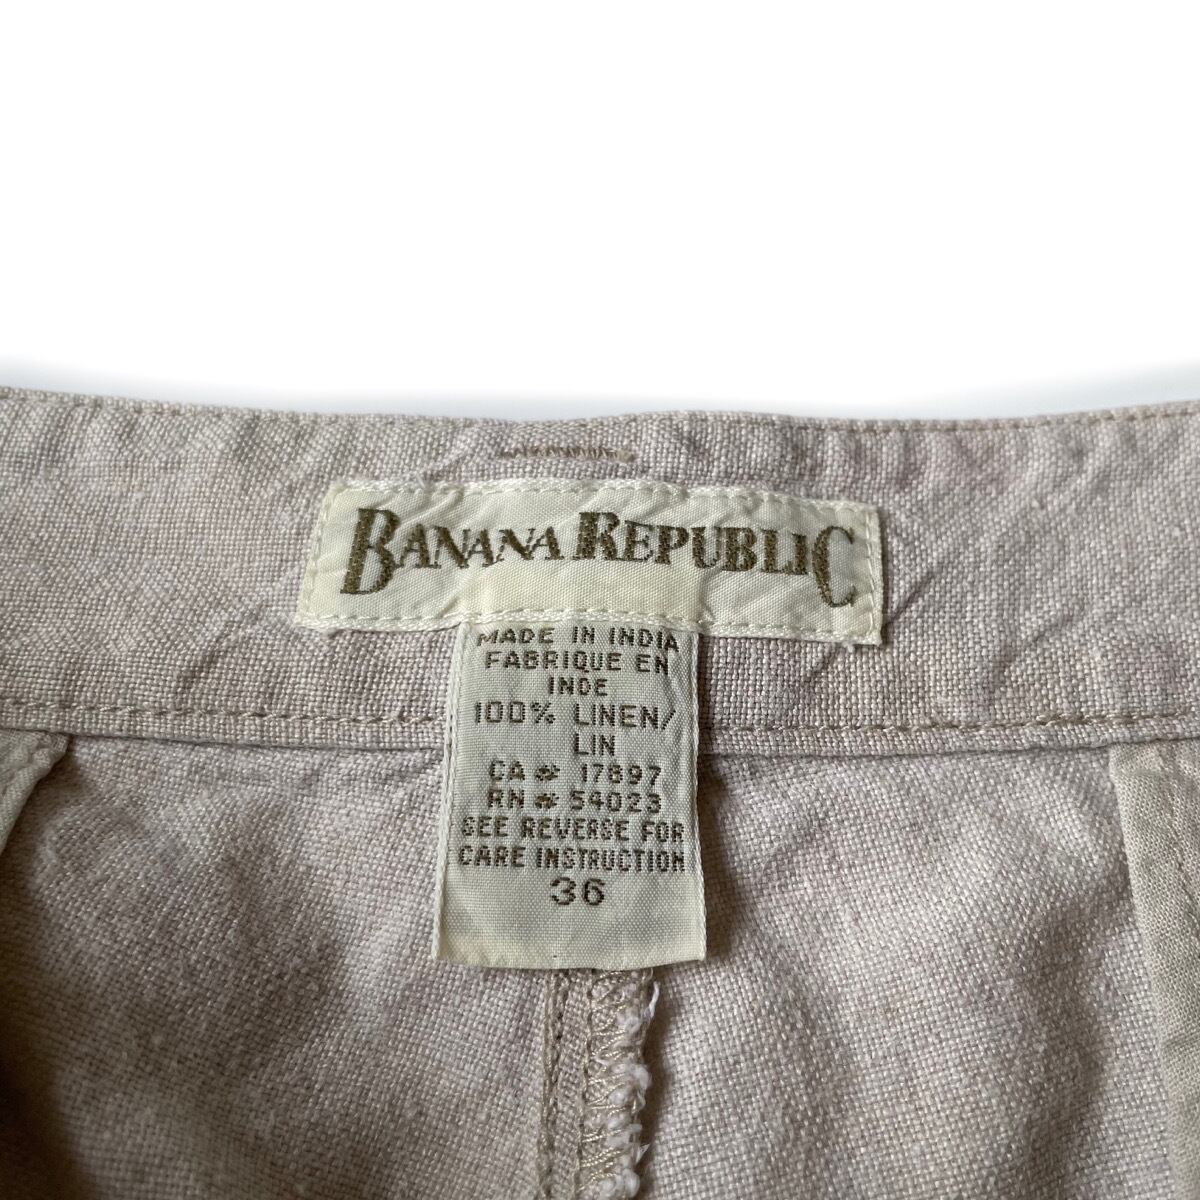 BANANA REPUBLIC
MADE IN INDIA
FABRIQUE EN
INDE
100% LINEN/
LIN
CA # 17897
RN # 54023
SEE REVERSE FOR
CARE INSTRUCTION
36